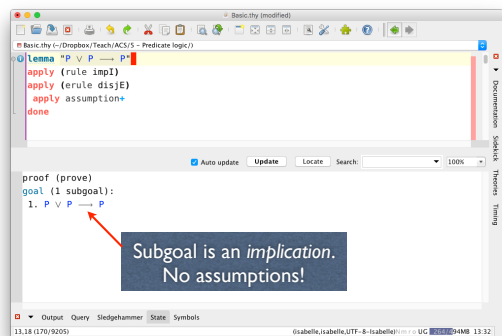 Basic.thy (modified)
Basic.thy (~/Dropbox/Teach/ACS/5 - Predicate logic/)
lemma "P ∨ P ⟶ P"
apply (rule impI)
apply (erule disjE)
apply assumption+
done
Auto update Update Locate Search: 100%
proof (prove)
goal (1 subgoal):
1. P ∨ P ⟶ P
Subgoal is an implication.
No assumptions!
Documentation
Sidekick
Theories
Timing
Output Query Sledgehammer State Symbols
13,18 (170/9205) (isabelle,isabelle,UTF-8-Isabelle) N m r o UG 13:32